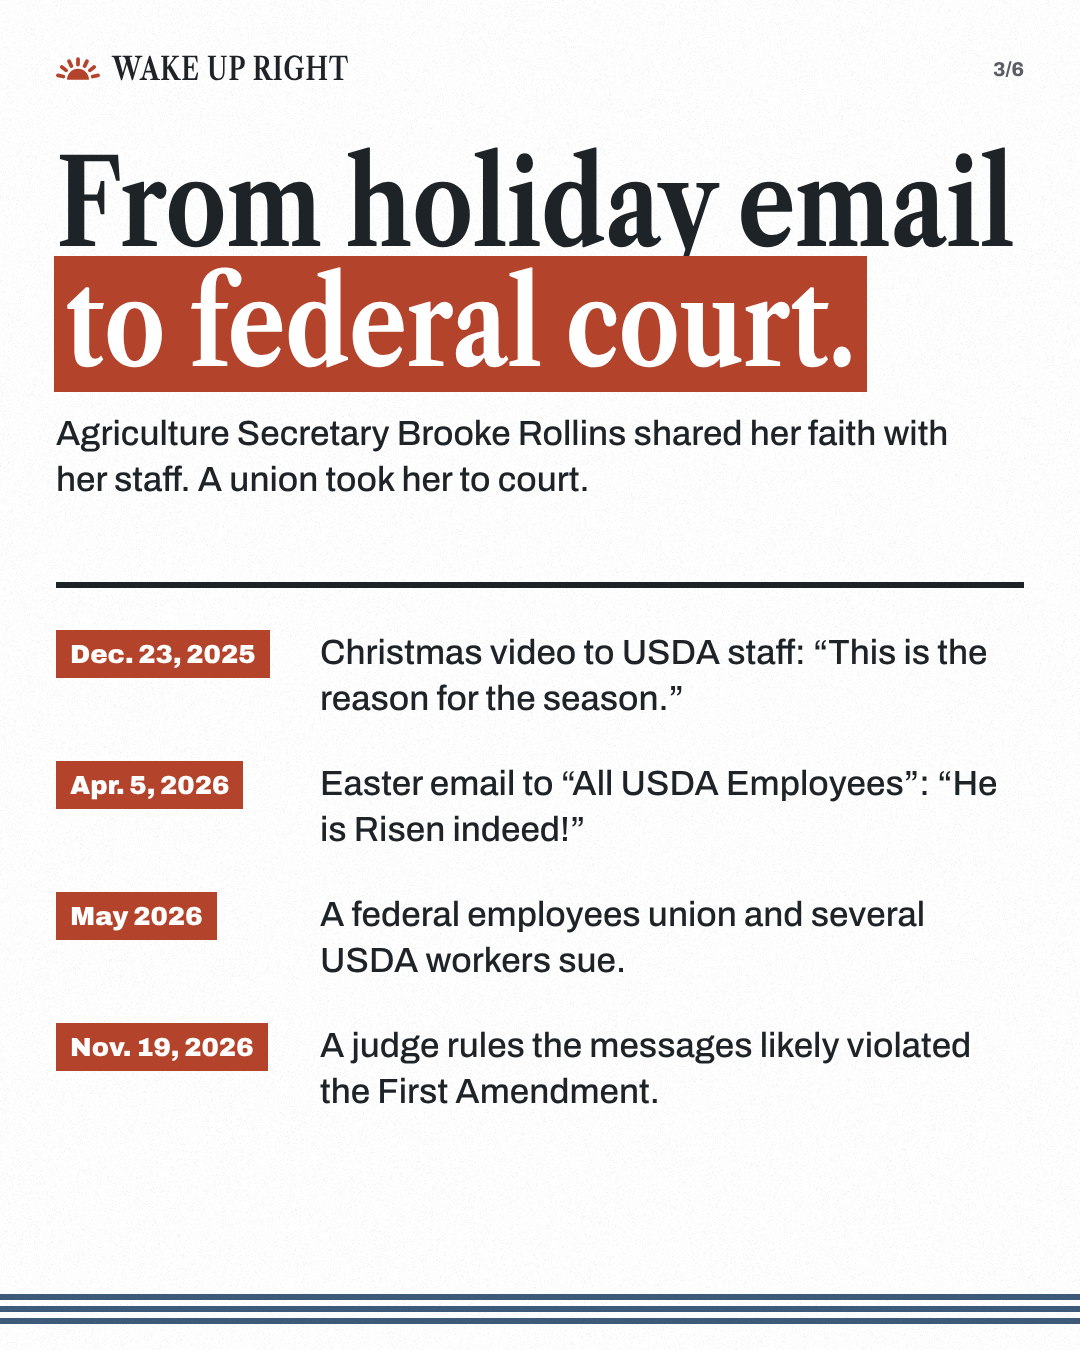 WAKE UP RIGHT
3/6
From holiday email
to federal court.
Agriculture Secretary Brooke Rollins shared her faith with
her staff. A union took her to court.
Dec. 23, 2025
Christmas video to USDA staff: “This is the
reason for the season.”
Apr. 5, 2026
Easter email to “All USDA Employees”: “He
is Risen indeed!”
May 2026
A federal employees union and several
USDA workers sue.
Nov. 19, 2026
A judge rules the messages likely violated
the First Amendment.